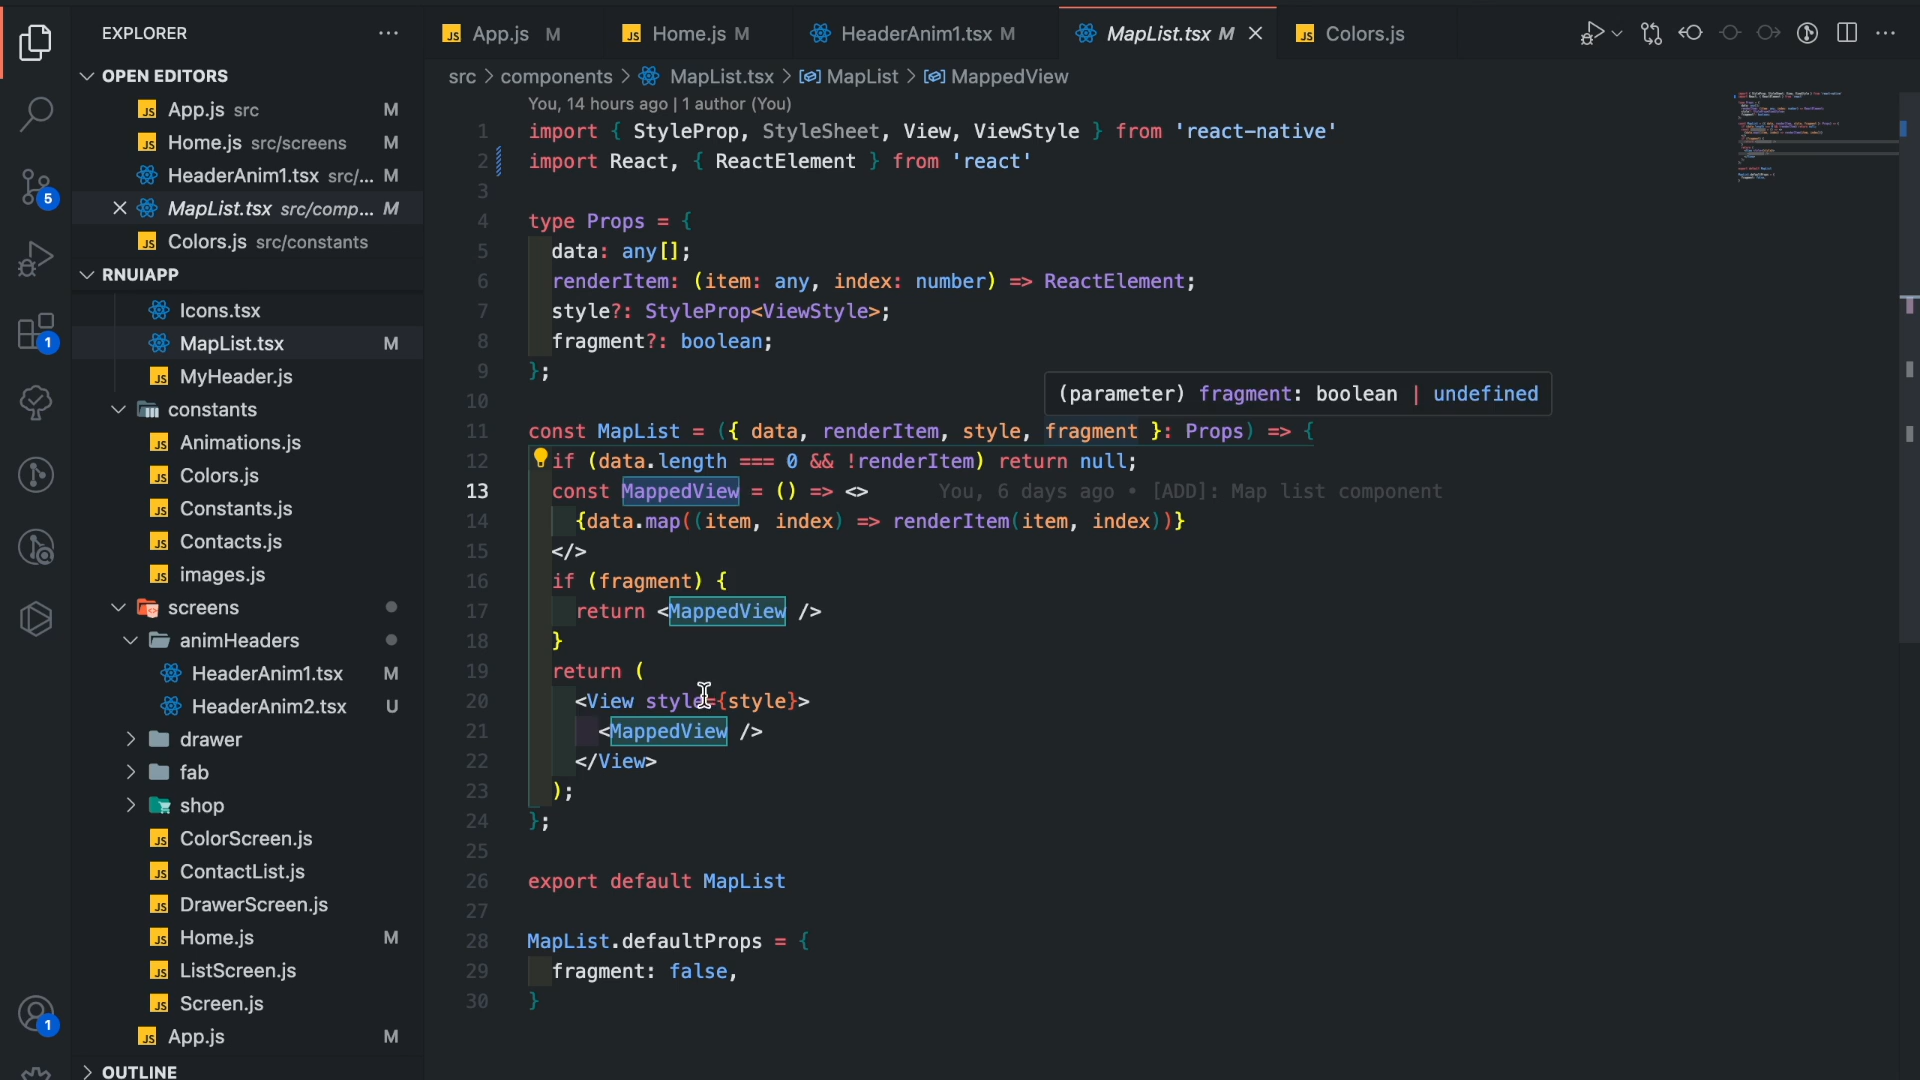 EXPLORER
OPEN EDITORS
App.js src M
Home.js src/screens M
HeaderAnim1.tsx src/... M
MapList.tsx src/comp... M
Colors.js src/constants
RNUIAPP
Icons.tsx
MapList.tsx M
MyHeader.js
constants
Animations.js
Colors.js
Constants.js
Contacts.js
images.js
screens
animHeaders
HeaderAnim1.tsx M
HeaderAnim2.tsx U
drawer
fab
shop
ColorScreen.js
ContactList.js
DrawerScreen.js
Home.js M
ListScreen.js
Screen.js
App.js M
OUTLINE
5
1
1
App.js M
Home.js M
HeaderAnim1.tsx M
MapList.tsx M
Colors.js
src > components > MapList.tsx > MapList > MappedView
You, 14 hours ago | 1 author (You)
1 import { StyleProp, StyleSheet, View, ViewStyle } from 'react-native'
2 import React, { ReactElement } from 'react'
3
4 type Props = {
5 data: any[];
6 renderItem: (item: any, index: number) => ReactElement;
7 style?: StyleProp<ViewStyle>;
8 fragment?: boolean;
9 };
10
(parameter) fragment: boolean | undefined
11 const MapList = ({ data, renderItem, style, fragment }: Props) => {
12 if (data.length === 0 && !renderItem) return null;
13 const MappedView = () => <> You, 6 days ago • [ADD]: Map list component
14 {data.map((item, index) => renderItem(item, index))}
15 </>
16 if (fragment) {
17 return <MappedView />
18 }
19 return (
20 <View style={style}>
21 <MappedView />
22 </View>
23 );
24 };
25
26 export default MapList
27
28 MapList.defaultProps = {
29 fragment: false,
30 }